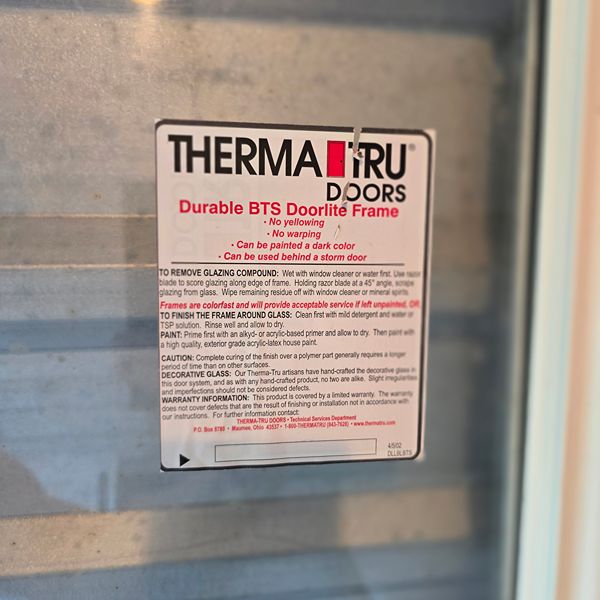 THERMA TRU®
DOORS
Durable BTS Doorlite Frame
• No yellowing
• No warping
• Can be painted a dark color
• Can be used behind a storm door
TO REMOVE GLAZING COMPOUND: Wet with window cleaner or water first. Use razor
blade to score glazing along edge of frame. Holding razor blade at a 45° angle, scrape
glazing from glass. Wipe remaining residue off with window cleaner or mineral spirits.
Frames are colorfast and will provide acceptable service if left unpainted, OR,
TO FINISH THE FRAME AROUND GLASS: Clean first with mild detergent and water or
TSP solution. Rinse well and allow to dry.
PAINT: Prime first with an alkyd- or acrylic-based primer and allow to dry. Then paint with
a high quality, exterior grade acrylic-latex house paint.
CAUTION: Complete curing of the finish over a polymer part generally requires a longer
period of time than on other surfaces.
DECORATIVE GLASS: Our Therma-Tru artisans have hand-crafted the decorative glass in
this door system, and as with any hand-crafted product, no two are alike. Slight irregularities
and imperfections should not be considered defects.
WARRANTY INFORMATION: This product is covered by a limited warranty. The warranty
does not cover defects that are the result of finishing or installation not in accordance with
our instructions. For further information contact:
THERMA-TRU DOORS • Technical Services Department
P.O. Box 8780 • Maumee, Ohio 43537 • 1-800-THERMATRU (843-7628) • www.thermatru.com
4/5/02
DLLBLBTS